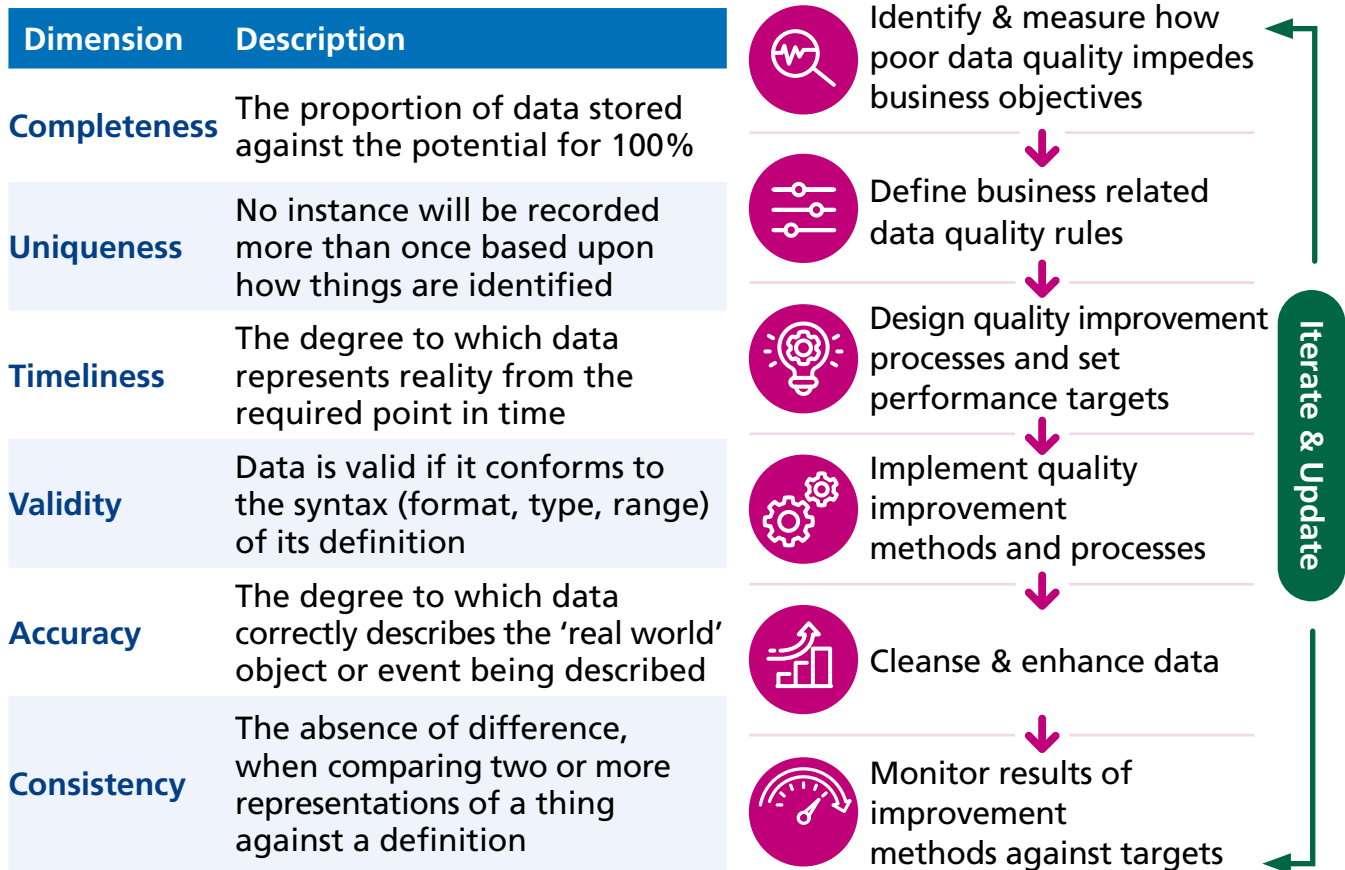 Dimension Description
Completeness
The proportion of data stored
against the potential for 100%
Uniqueness
No instance will be recorded
more than once based upon
how things are identified
Timeliness
The degree to which data
represents reality from the
required point in time
Validity
Data is valid if it conforms to
the syntax (format, type, range)
of its definition
Accuracy
The degree to which data
correctly describes the ‘real world’
object or event being described
Consistency
The absence of difference,
when comparing two or more
representations of a thing
against a definition
Identify & measure how
poor data quality impedes
business objectives
Define business related
data quality rules
Design quality improvement
processes and set
performance targets
Implement quality
improvement
methods and processes
Cleanse & enhance data
Monitor results of
improvement
methods against targets
Iterate & Update